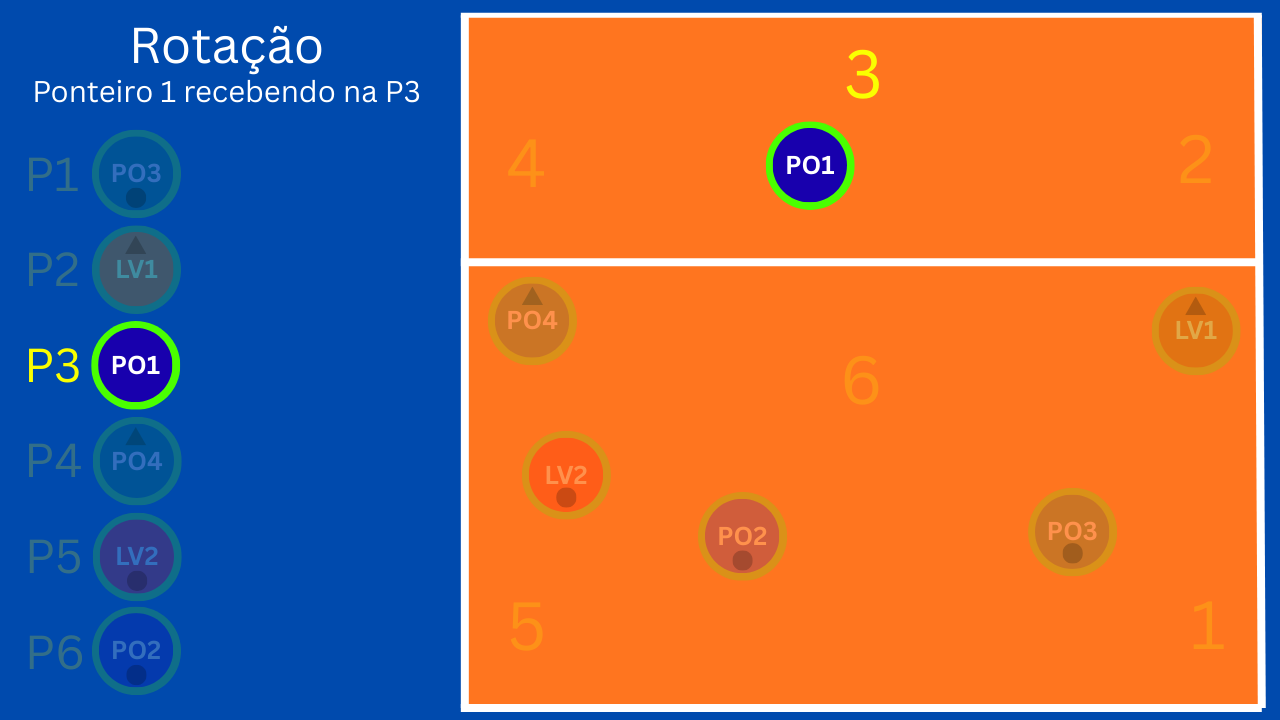 Rotação
Ponteiro 1 recebendo na P3
P1 PO3
P2 LV1
P3 PO1
P4 PO4
P5 LV2
P6 PO2
3
4
2
PO1
PO4
LV1
6
LV2
PO2
PO3
5
1